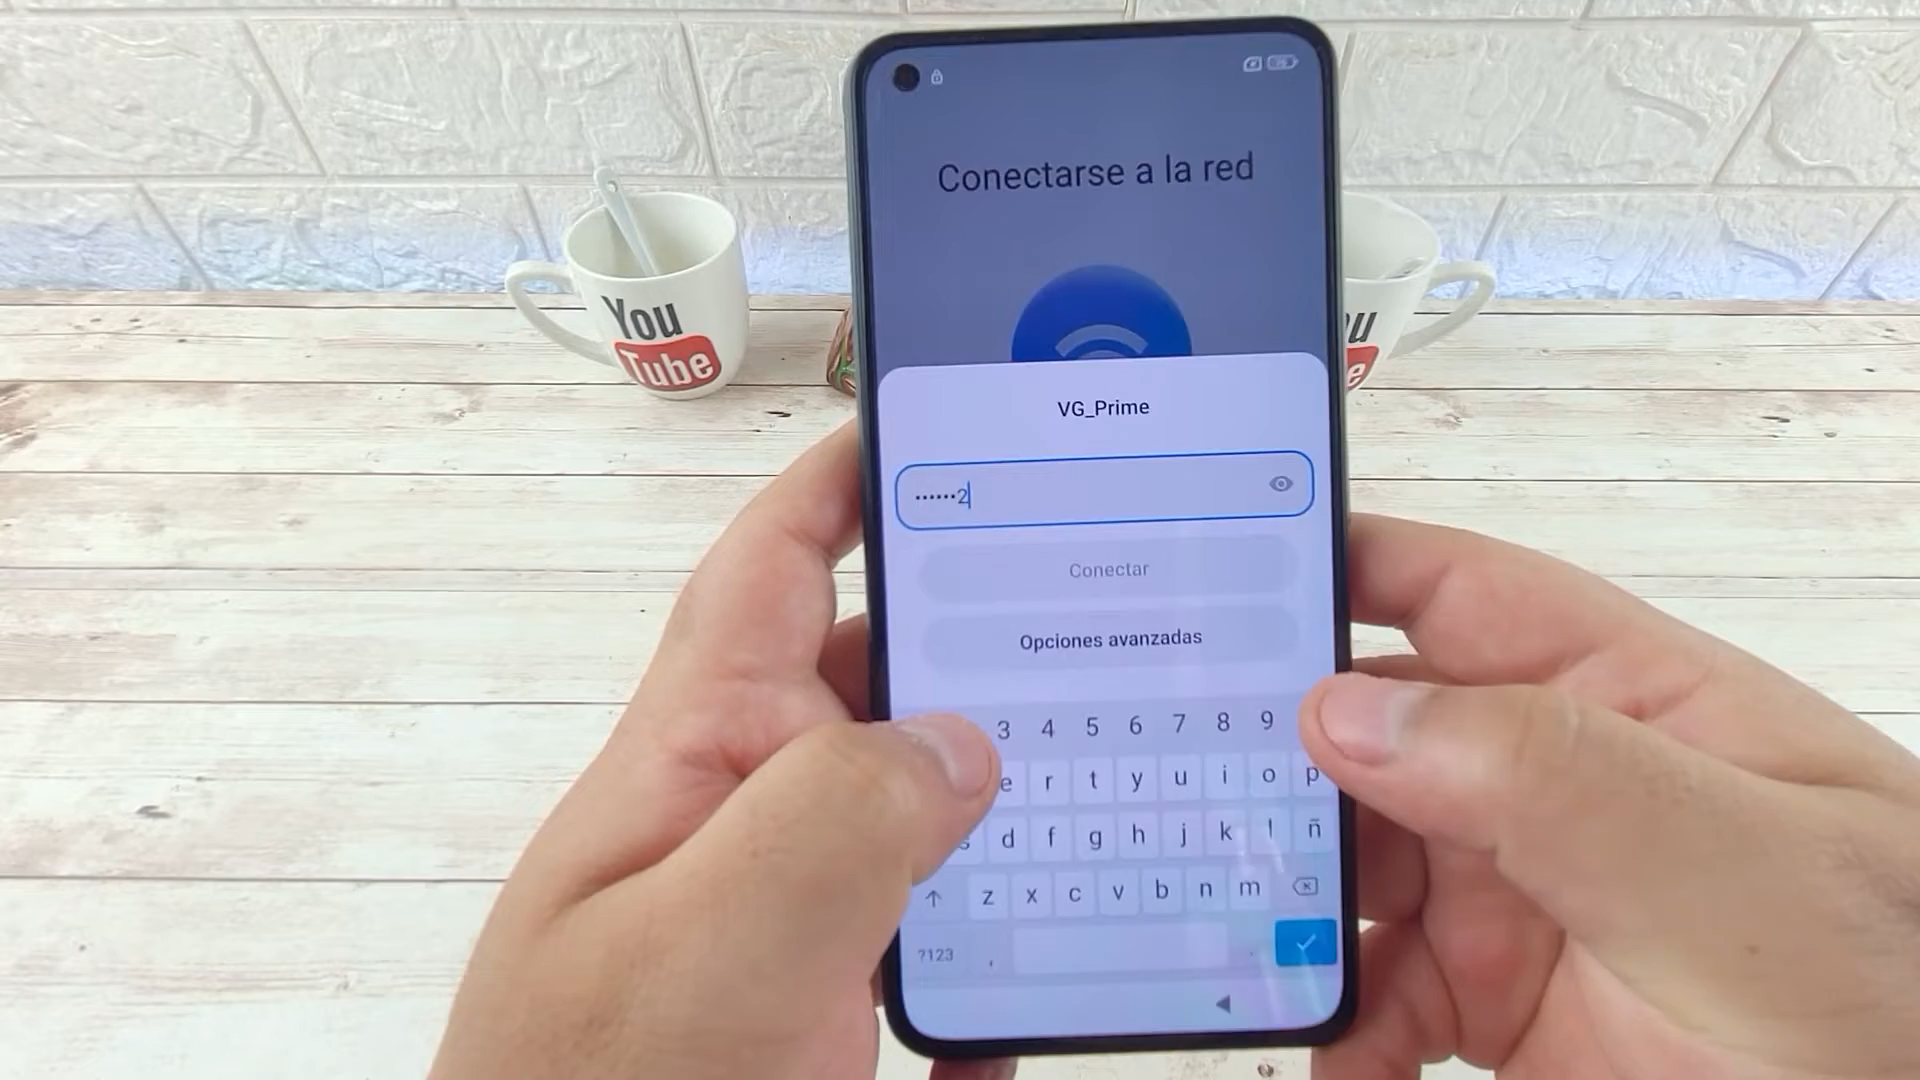 Conectarse a la red
You
Tube
VG_Prime
••••••2
Conectar
Opciones avanzadas
3 4 5 6 7 8 9
e r t y u i o p
s d f g h j k l ñ
z x c v b n m
?123 , .